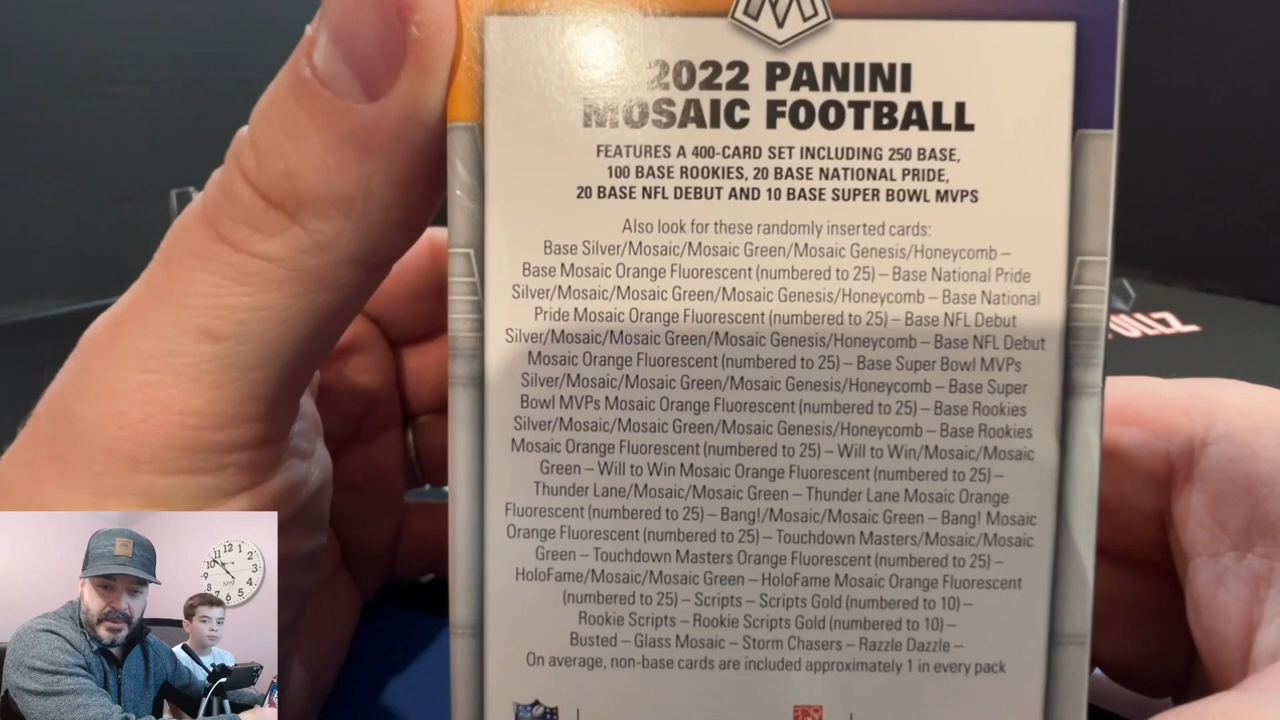 2022 PANINI
MOSAIC FOOTBALL
FEATURES A 400-CARD SET INCLUDING 250 BASE,
100 BASE ROOKIES, 20 BASE NATIONAL PRIDE,
20 BASE NFL DEBUT AND 10 BASE SUPER BOWL MVPS
Also look for these randomly inserted cards:
Base Silver/Mosaic/Mosaic Green/Mosaic Genesis/Honeycomb –
Base Mosaic Orange Fluorescent (numbered to 25) – Base National Pride
Silver/Mosaic/Mosaic Green/Mosaic Genesis/Honeycomb – Base National
Pride Mosaic Orange Fluorescent (numbered to 25) – Base NFL Debut
Silver/Mosaic/Mosaic Green/Mosaic Genesis/Honeycomb – Base NFL Debut
Mosaic Orange Fluorescent (numbered to 25) – Base Super Bowl MVPs
Silver/Mosaic/Mosaic Green/Mosaic Genesis/Honeycomb – Base Super
Bowl MVPs Mosaic Orange Fluorescent (numbered to 25) – Base Rookies
Silver/Mosaic/Mosaic Green/Mosaic Genesis/Honeycomb – Base Rookies
Mosaic Orange Fluorescent (numbered to 25) – Will to Win/Mosaic/Mosaic
Green – Will to Win Mosaic Orange Fluorescent (numbered to 25) –
Thunder Lane/Mosaic/Mosaic Green – Thunder Lane Mosaic Orange
Fluorescent (numbered to 25) – Bang!/Mosaic/Mosaic Green – Bang! Mosaic
Orange Fluorescent (numbered to 25) – Touchdown Masters/Mosaic/Mosaic
Green – Touchdown Masters Orange Fluorescent (numbered to 25) –
HoloFame/Mosaic/Mosaic Green – HoloFame Mosaic Orange Fluorescent
(numbered to 25) – Scripts – Scripts Gold (numbered to 10) –
Rookie Scripts – Rookie Scripts Gold (numbered to 10) –
Busted – Glass Mosaic – Storm Chasers – Razzle Dazzle –
On average, non-base cards are included approximately 1 in every pack